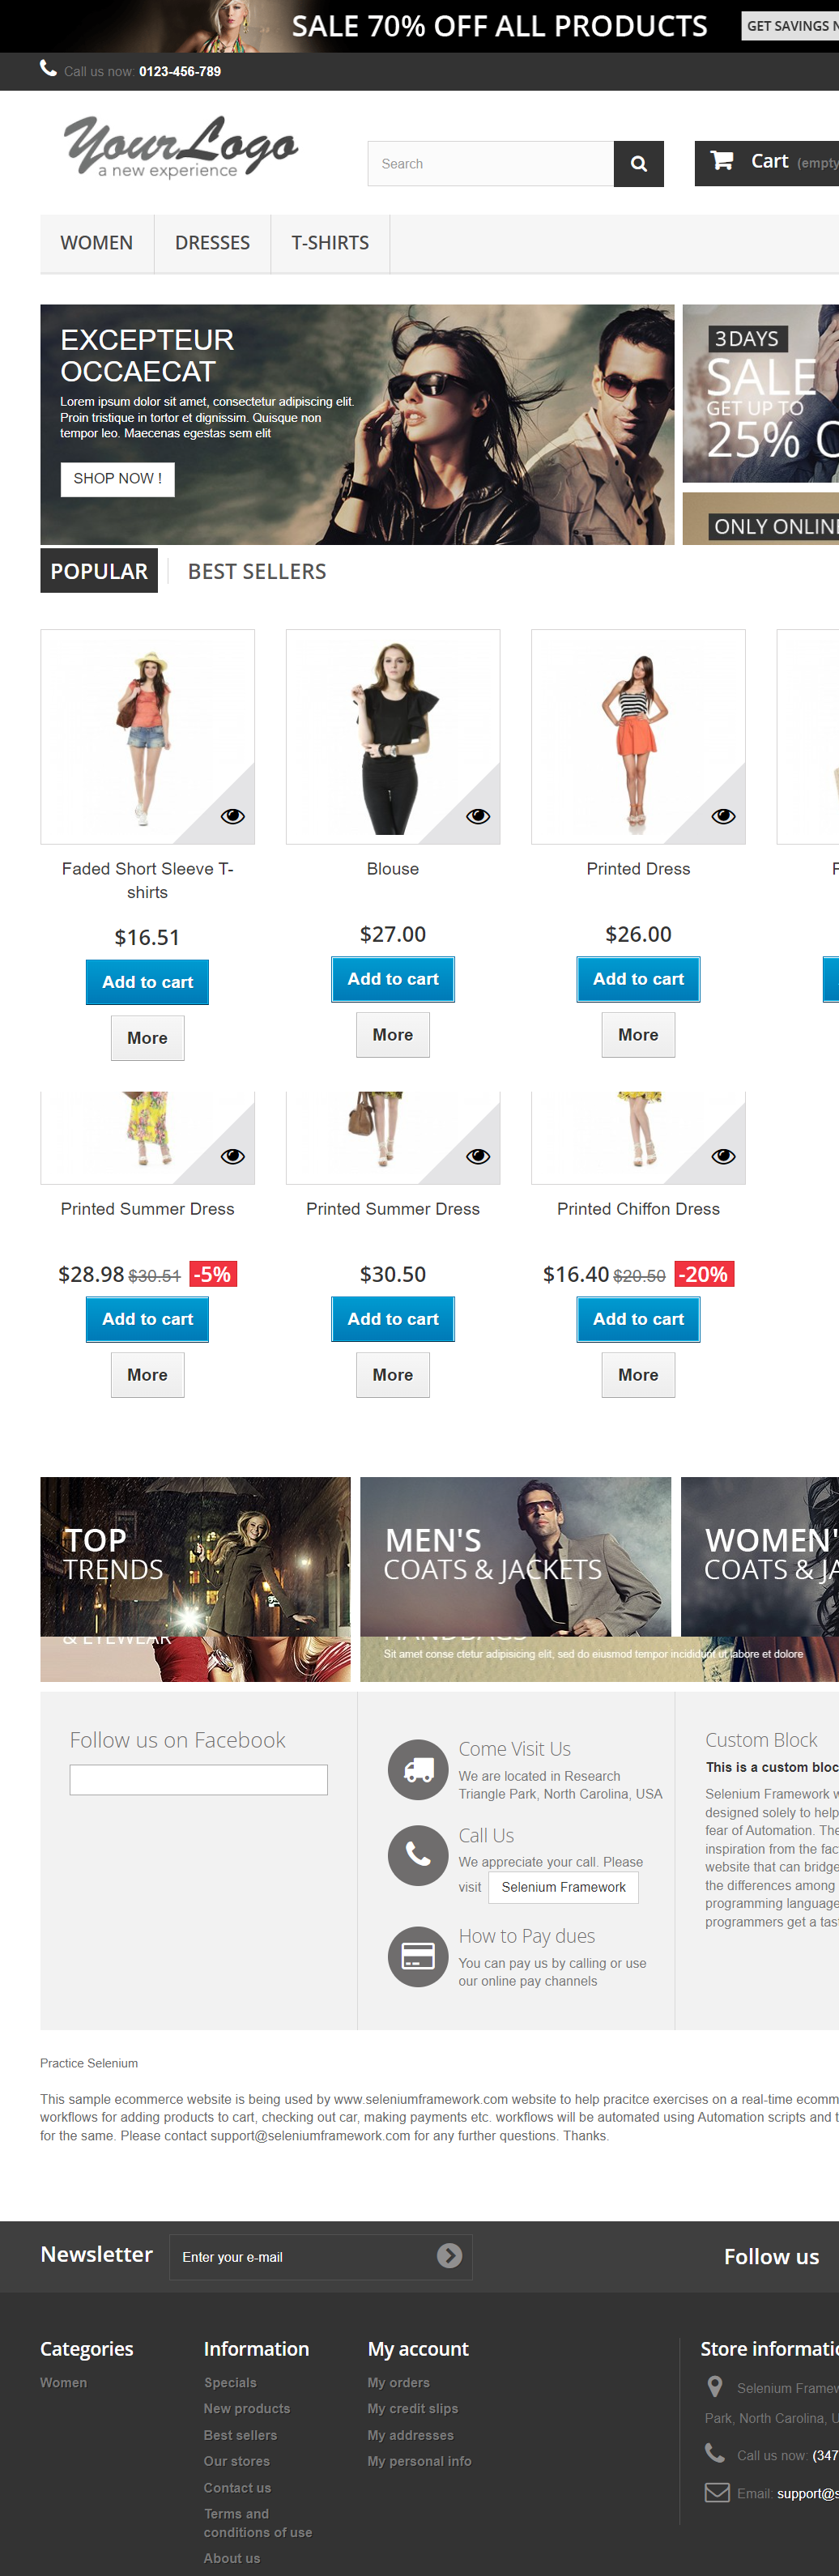 SALE 70% OFF ALL PRODUCTS
GET SAVINGS
Call us now: 0123-456-789
YourLogo
a new experience
Search
Cart (empty
WOMEN
DRESSES
T-SHIRTS
EXCEPTEUR
OCCAECAT
Lorem ipsum dolor sit amet, consectetur adipiscing elit.
Proin tristique in tortor et dignissim. Quisque non
tempor leo. Maecenas egestas sem elit
SHOP NOW !
3 DAYS
SALE
GET UP TO
25%
ONLY ONLIN
POPULAR
BEST SELLERS
Faded Short Sleeve T-
shirts
$16.51
Add to cart
More
Blouse
$27.00
Add to cart
More
Printed Dress
$26.00
Add to cart
More
Printed Summer Dress
$28.98 $30.51 -5%
Add to cart
More
Printed Summer Dress
$30.50
Add to cart
More
Printed Chiffon Dress
$16.40 $20.50 -20%
Add to cart
More
TOP
TRENDS
MEN'S
COATS & JACKETS
WOMEN'
COATS & JA
& EYEWEAR
HANDBAGS
Sit amet conse ctetur adipisicing elit, sed do eiusmod tempor incididunt ut labore et dolore
Follow us on Facebook
Come Visit Us
We are located in Research
Triangle Park, North Carolina, USA
Call Us
We appreciate your call. Please
visit Selenium Framework
How to Pay dues
You can pay us by calling or use
our online pay channels
Custom Block
This is a custom bloc
Selenium Framework w
designed solely to help
fear of Automation. The
inspiration from the fac
website that can bridge
the differences among
programming language
programmers get a tas
Practice Selenium
This sample ecommerce website is being used by www.seleniumframework.com website to help pracitce exercises on a real-time ecomm
workflows for adding products to cart, checking out car, making payments etc. workflows will be automated using Automation scripts and t
for the same. Please contact support@seleniumframework.com for any further questions. Thanks.
Newsletter
Enter your e-mail
Follow us
Categories
Women
Information
Specials
New products
Best sellers
Our stores
Contact us
Terms and
conditions of use
About us
My account
My orders
My credit slips
My addresses
My personal info
Store informatio
Selenium Framew
Park, North Carolina, U
Call us now: (347
Email: support@s